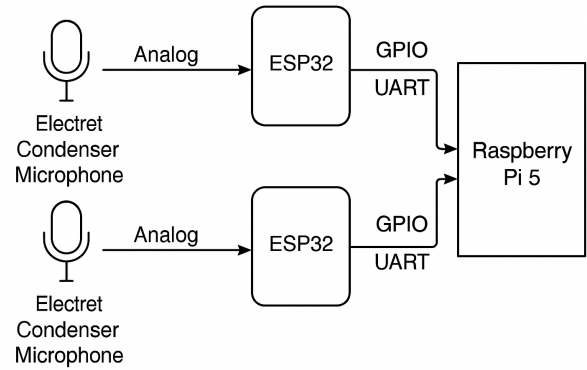 Analog
Electret
Condenser
Microphone
ESP32
GPIO
UART
Analog
Electret
Condenser
Microphone
ESP32
GPIO
UART
Raspberry
Pi 5